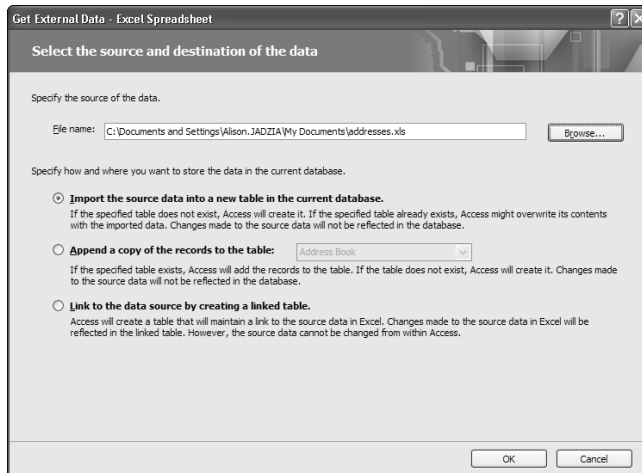 Get External Data - Excel Spreadsheet
Select the source and destination of the data
Specify the source of the data.
File name: C:\Documents and Settings\Alison.JADZIA\My Documents\addresses.xls Browse...
Specify how and where you want to store the data in the current database.
Import the source data into a new table in the current database.
If the specified table does not exist, Access will create it. If the specified table already exists, Access might overwrite its contents
with the imported data. Changes made to the source data will not be reflected in the database.
Append a copy of the records to the table: Address Book
If the specified table exists, Access will add the records to the table. If the table does not exist, Access will create it. Changes made
to the source data will not be reflected in the database.
Link to the data source by creating a linked table.
Access will create a table that will maintain a link to the source data in Excel. Changes made to the source data in Excel will be
reflected in the linked table. However, the source data cannot be changed from within Access.
OK Cancel